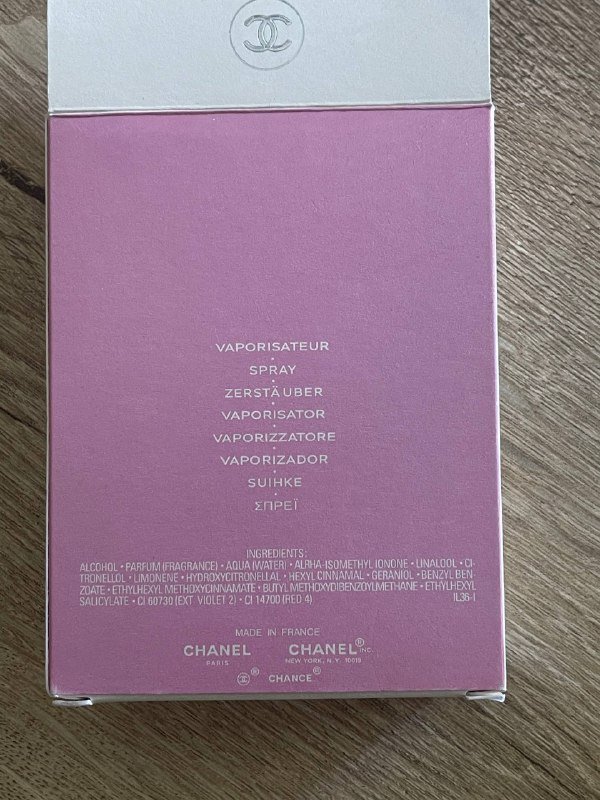 VAPORISATEUR
·
SPRAY
·
ZERSTÄUBER
·
VAPORISATOR
·
VAPORIZZATORE
·
VAPORIZADOR
·
SUIHKE
·
ΣΠΡΕΪ
INGREDIENTS:
ALCOHOL • PARFUM (FRAGRANCE) • AQUA (WATER) • ALPHA-ISOMETHYL IONONE • LINALOOL • CI-
TRONELLOL • LIMONENE • HYDROXYCITRONELLAL • HEXYL CINNAMAL • GERANIOL • BENZYL BEN-
ZOATE • ETHYLHEXYL METHOXYCINNAMATE • BUTYL METHOXYDIBENZOYLMETHANE • ETHYLHEXYL
SALICYLATE • CI 60730 (EXT. VIOLET 2) • CI 14700 (RED 4) IL36-I
MADE IN FRANCE
CHANEL CHANEL® INC.
PARIS NEW YORK, N.Y. 10019
® CHANCE®